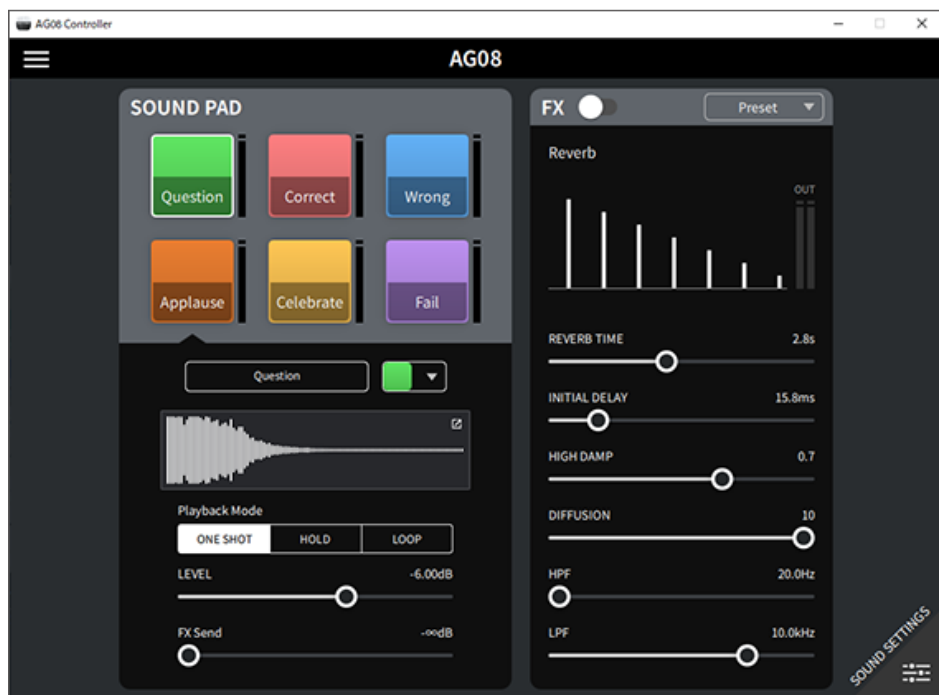 AG08 Controller
AG08
SOUND PAD
Question
Correct
Wrong
Applause
Celebrate
Fail
Question
Playback Mode
ONE SHOT
HOLD
LOOP
LEVEL -6.00dB
FX Send -∞dB
FX
Preset
Reverb
OUT
REVERB TIME 2.8s
INITIAL DELAY 15.8ms
HIGH DAMP 0.7
DIFFUSION 10
HPF 20.0Hz
LPF 10.0kHz
SOUND SETTINGS